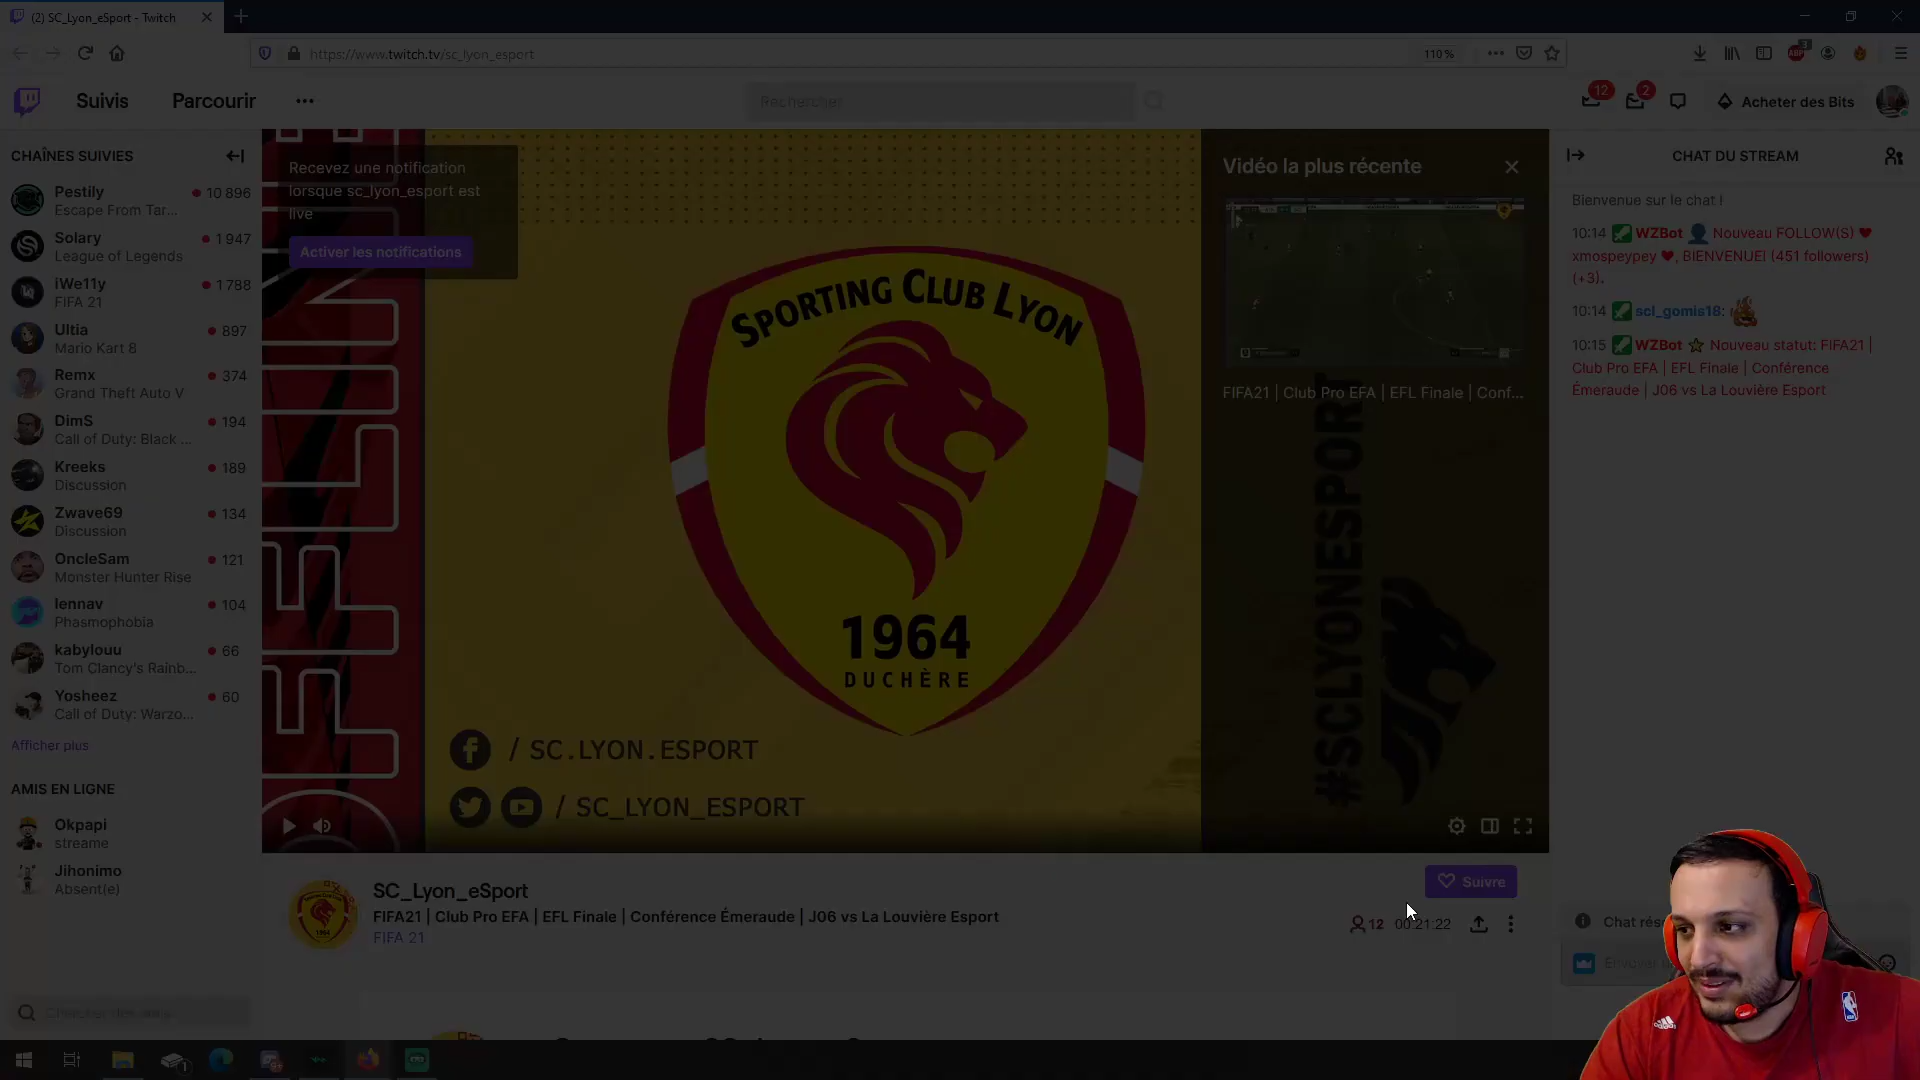 (2) SC_Lyon_eSport - Twitch
https://www.twitch.tv/sc_lyon_esport
110%
3
Suivis
Parcourir
Rechercher
12
2
Acheter des Bits
CHAÎNES SUIVIES
Pestily
10 896
Escape From Tar...
Solary
1 947
League of Legends
iWe11y
1 788
FIFA 21
Ultia
897
Mario Kart 8
Remx
374
Grand Theft Auto V
DimS
194
Call of Duty: Black ...
Kreeks
189
Discussion
Zwave69
134
Discussion
OncleSam
121
Monster Hunter Rise
lennav
104
Phasmophobia
kabylouu
66
Tom Clancy's Rainb...
Yosheez
60
Call of Duty: Warzo...
Afficher plus
AMIS EN LIGNE
Okpapi
streame
Jihonimo
Absent(e)
Recevez une notification
lorsque sc_lyon_esport est
live
Activer les notifications
SPORTING CLUB LYON
1964
DUCHÈRE
/ SC.LYON.ESPORT
/ SC_LYON_ESPORT
Vidéo la plus récente
FIFA21 | Club Pro EFA | EFL Finale | Conf...
#SCLYONESPORT
SC_Lyon_eSport
FIFA21 | Club Pro EFA | EFL Finale | Conférence Émeraude | J06 vs La Louvière Esport
FIFA 21
Suivre
12
00:21:22
CHAT DU STREAM
Bienvenue sur le chat !
10:14 WZBot Nouveau FOLLOW(S) ♥
xmospeypey ♥, BIENVENUE! (451 followers)
(+3).
10:14 scl_gomis18:
10:15 WZBot Nouveau statut: FIFA21 |
Club Pro EFA | EFL Finale | Conférence
Émeraude | J06 vs La Louvière Esport
Chat
Envoyer